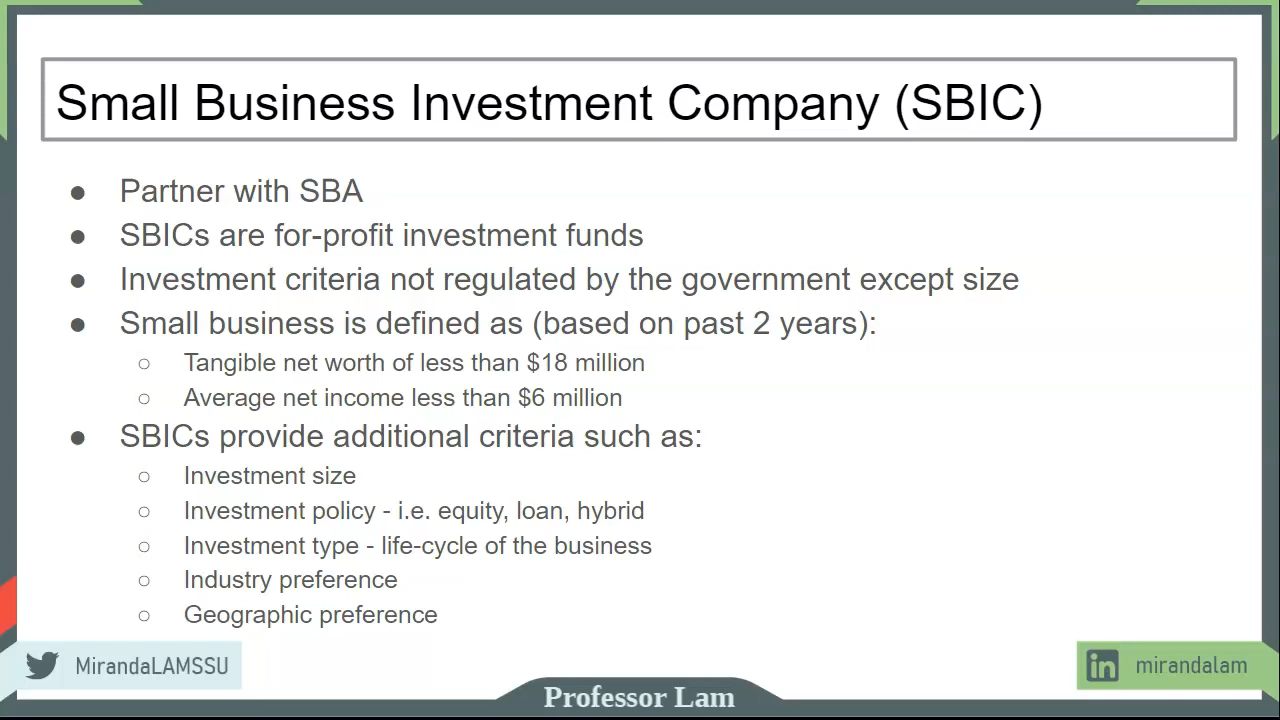 Small Business Investment Company (SBIC)
● Partner with SBA
● SBICs are for-profit investment funds
● Investment criteria not regulated by the government except size
● Small business is defined as (based on past 2 years):
○ Tangible net worth of less than $18 million
○ Average net income less than $6 million
● SBICs provide additional criteria such as:
○ Investment size
○ Investment policy - i.e. equity, loan, hybrid
○ Investment type - life-cycle of the business
○ Industry preference
○ Geographic preference
MirandaLAMSSU
in mirandalam
Professor Lam